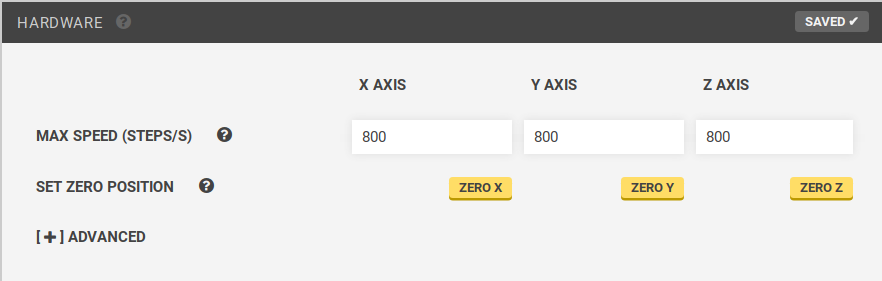 HARDWARE ? SAVED ✔
X AXIS Y AXIS Z AXIS
MAX SPEED (STEPS/S) ? 800 800 800
SET ZERO POSITION ? ZERO X ZERO Y ZERO Z
[+] ADVANCED